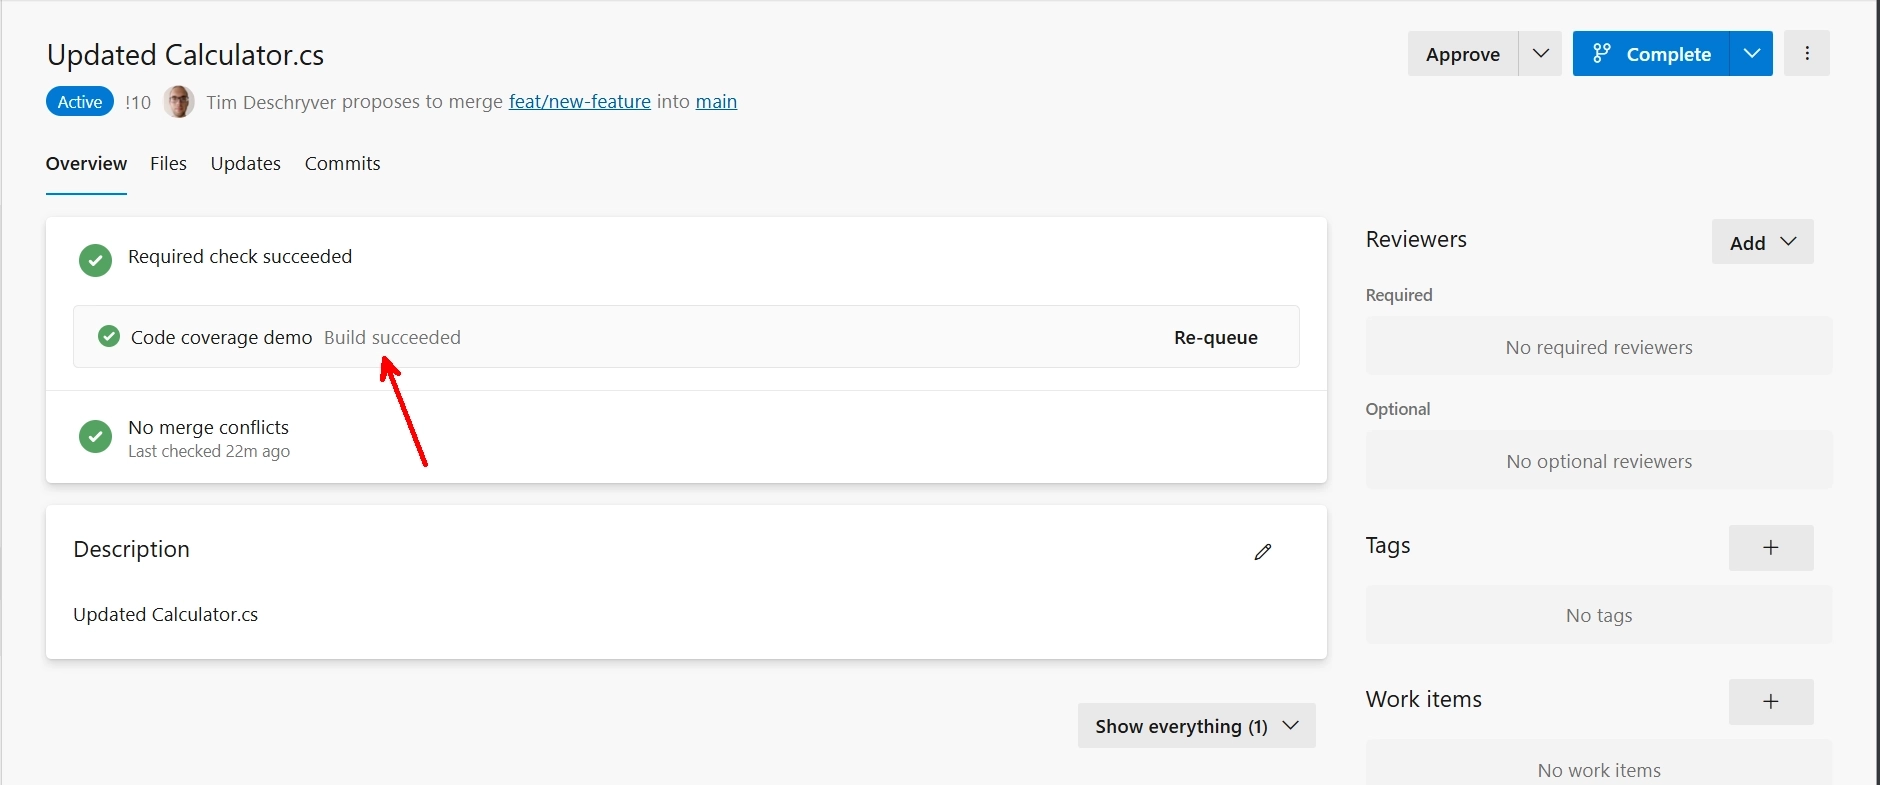 Updated Calculator.cs
Approve
Complete
Active !10 Tim Deschryver proposes to merge feat/new-feature into main
Overview Files Updates Commits
Required check succeeded
Code coverage demo Build succeeded Re-queue
No merge conflicts
Last checked 22m ago
Description
Updated Calculator.cs
Show everything (1)
Reviewers
Add
Required
No required reviewers
Optional
No optional reviewers
Tags
No tags
Work items
No work items